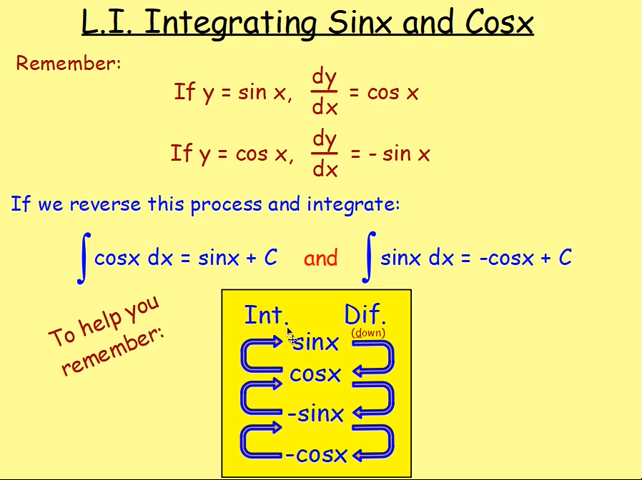 L.I. Integrating Sinx and Cosx
Remember:
If y = sin x, dy/dx = cos x
If y = cos x, dy/dx = - sin x
If we reverse this process and integrate:
∫cosx dx = sinx + C and ∫sinx dx = -cosx + C
To help you
remember:
Int. Dif.
(down)
sinx
cosx
-sinx
-cosx